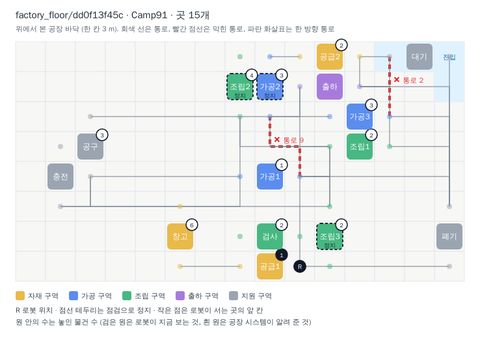 factory_floor/dd0f13f45c · Camp91 · 곳 15개
위에서 본 공장 바닥 (한 칸 3 m). 회색 선은 통로, 빨간 점선은 막힌 통로, 파란 화살표는 한 방향 통로
공급2
2
대기
진입
✕ 통로 2
조립2
4
정지
가공2
3
정지
출하
가공3
3
공구
3
✕ 통로 9
조립1
2
충전
가공1
1
창고
6
검사
2
조립3
2
정지
폐기
공급1
1
R
자재 구역
가공 구역
조립 구역
출하 구역
지원 구역
R 로봇 위치 · 점선 테두리는 점검으로 정지 · 작은 점은 로봇이 서는 곳의 앞 칸
원 안의 수는 놓인 물건 수 (검은 원은 로봇이 지금 보는 것, 흰 원은 공장 시스템이 알려 준 것)